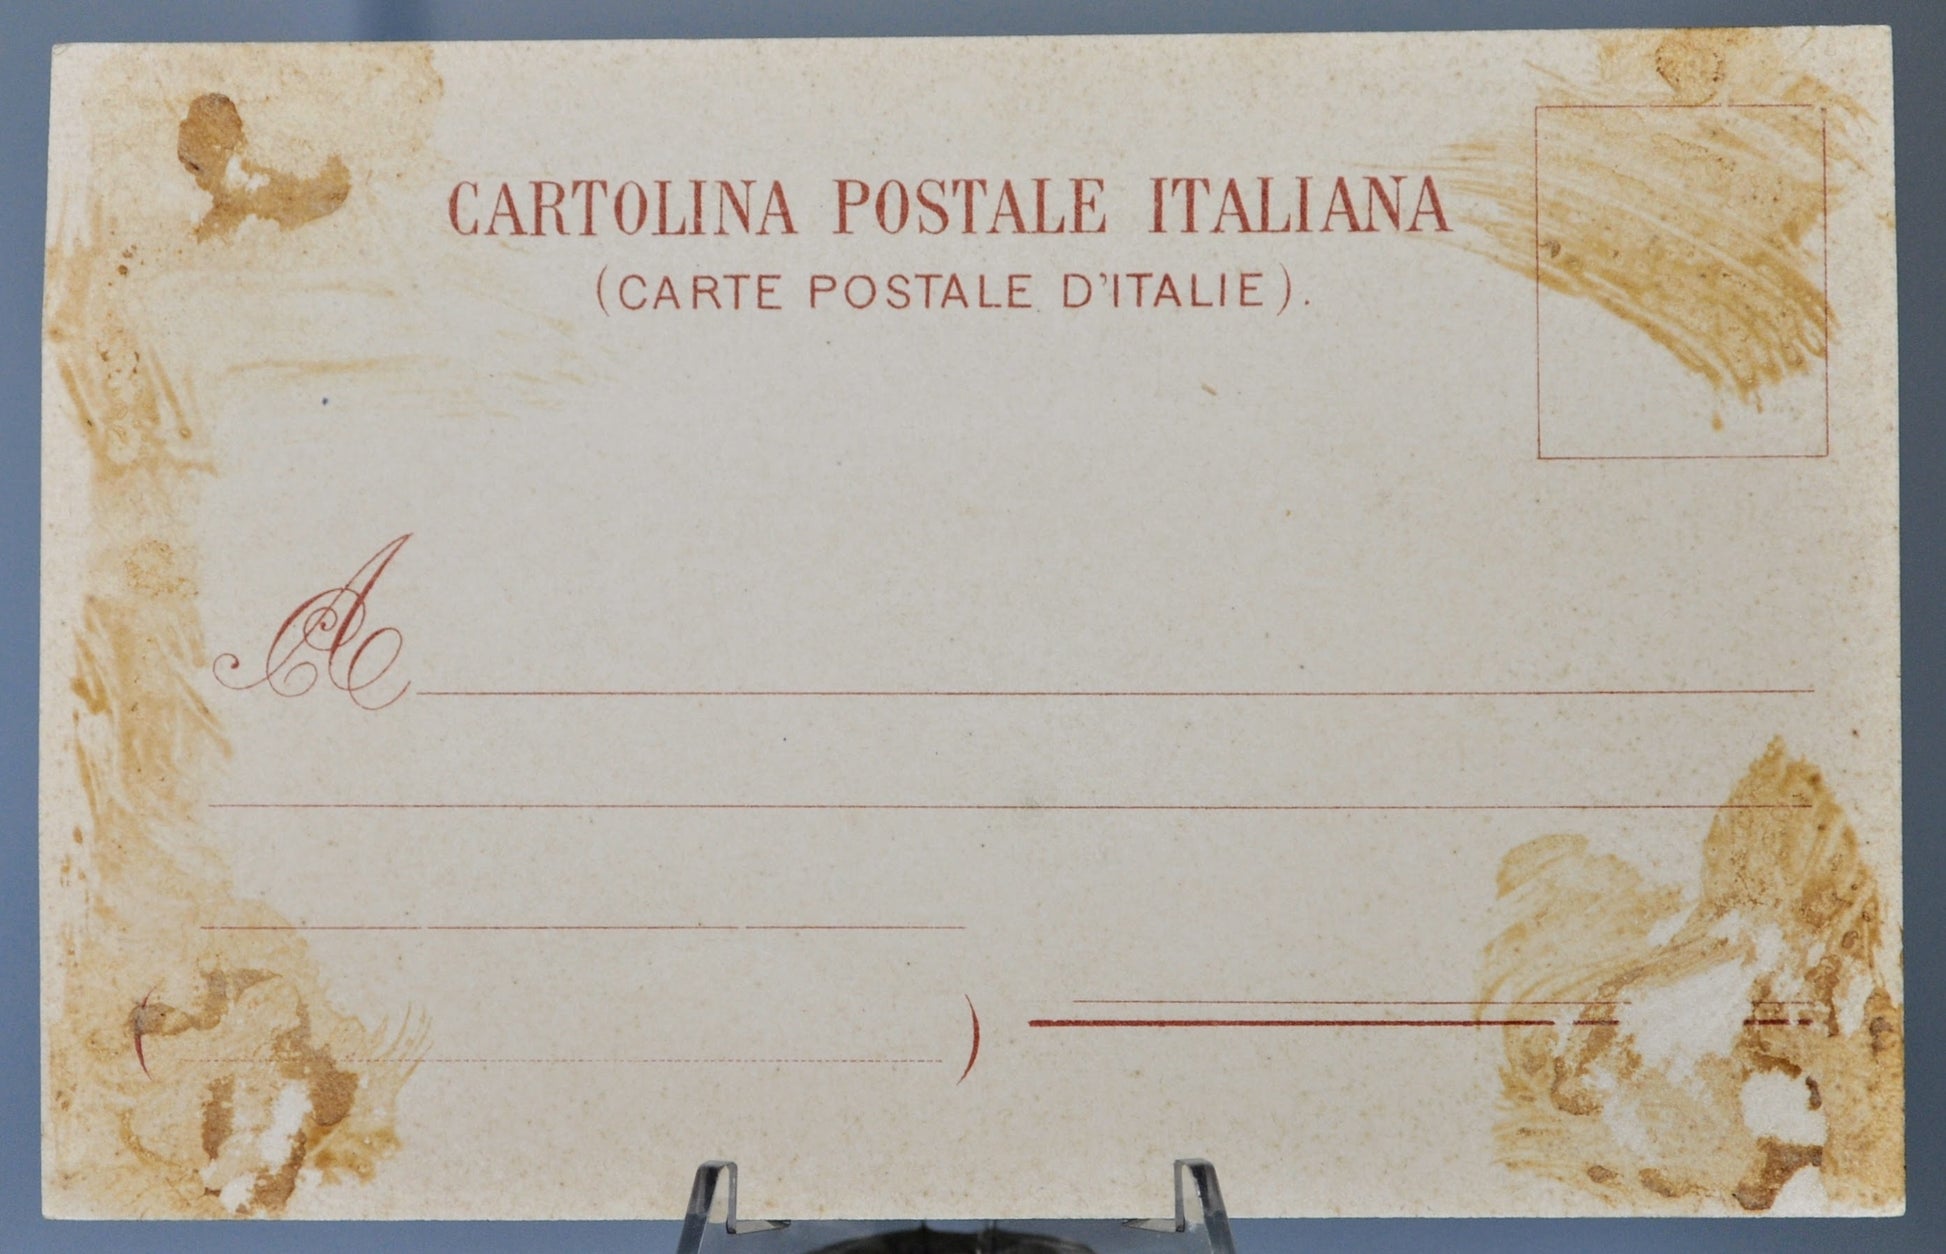 CARTOLINA POSTALE ITALIANA
(CARTE POSTALE D'ITALIE).
A
( )